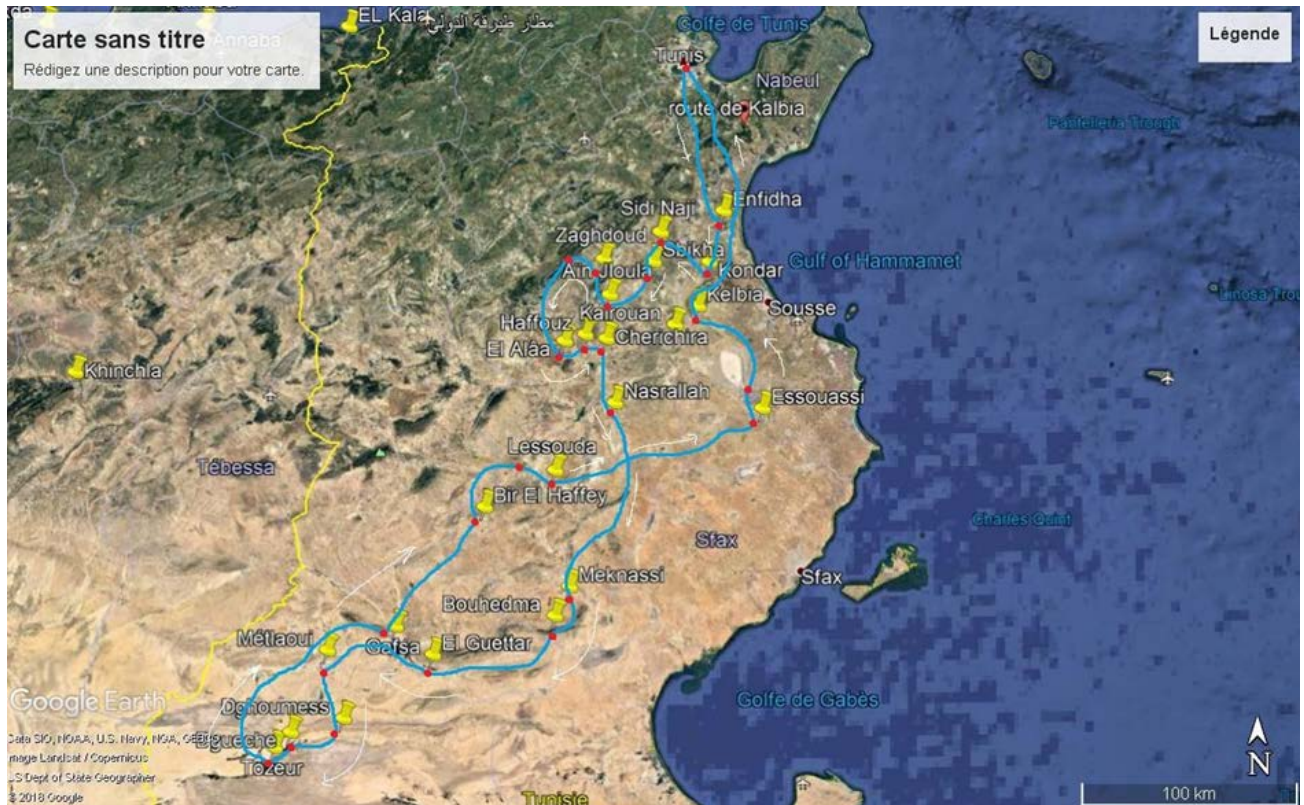 EL Kala
مطار طبرقة الدولي
Golfe de Tunis
Carte sans titre
Rédigez une description pour votre carte.
Légende
Annaba
Tunis
Nabeul
route de Kalbia
Pantelleria Trough
Enfidha
Sidi Naji
Zaghdoud
Sbikha
Ain Jloula
Kondar
Gulf of Hammamet
Kelbia
Sousse
Kairouan
Haffouz
Cherichira
El Alâa
Khinchla
Nasrallah
Essouassi
Lessouda
Tébessa
Bir El Haffey
Charles Quint
Sfax
Sfax
Meknassi
Bouhedma
Métlaoui
Gafsa
El Guettar
Google Earth
Golfe de Gabès
Dghoumess
Data SIO, NOAA, U.S. Navy, NGA, GEBCO
Image Landsat / Copernicus
US Dept of State Geographer
© 2018 Google
Tozeur
N
100 km
Tunisie